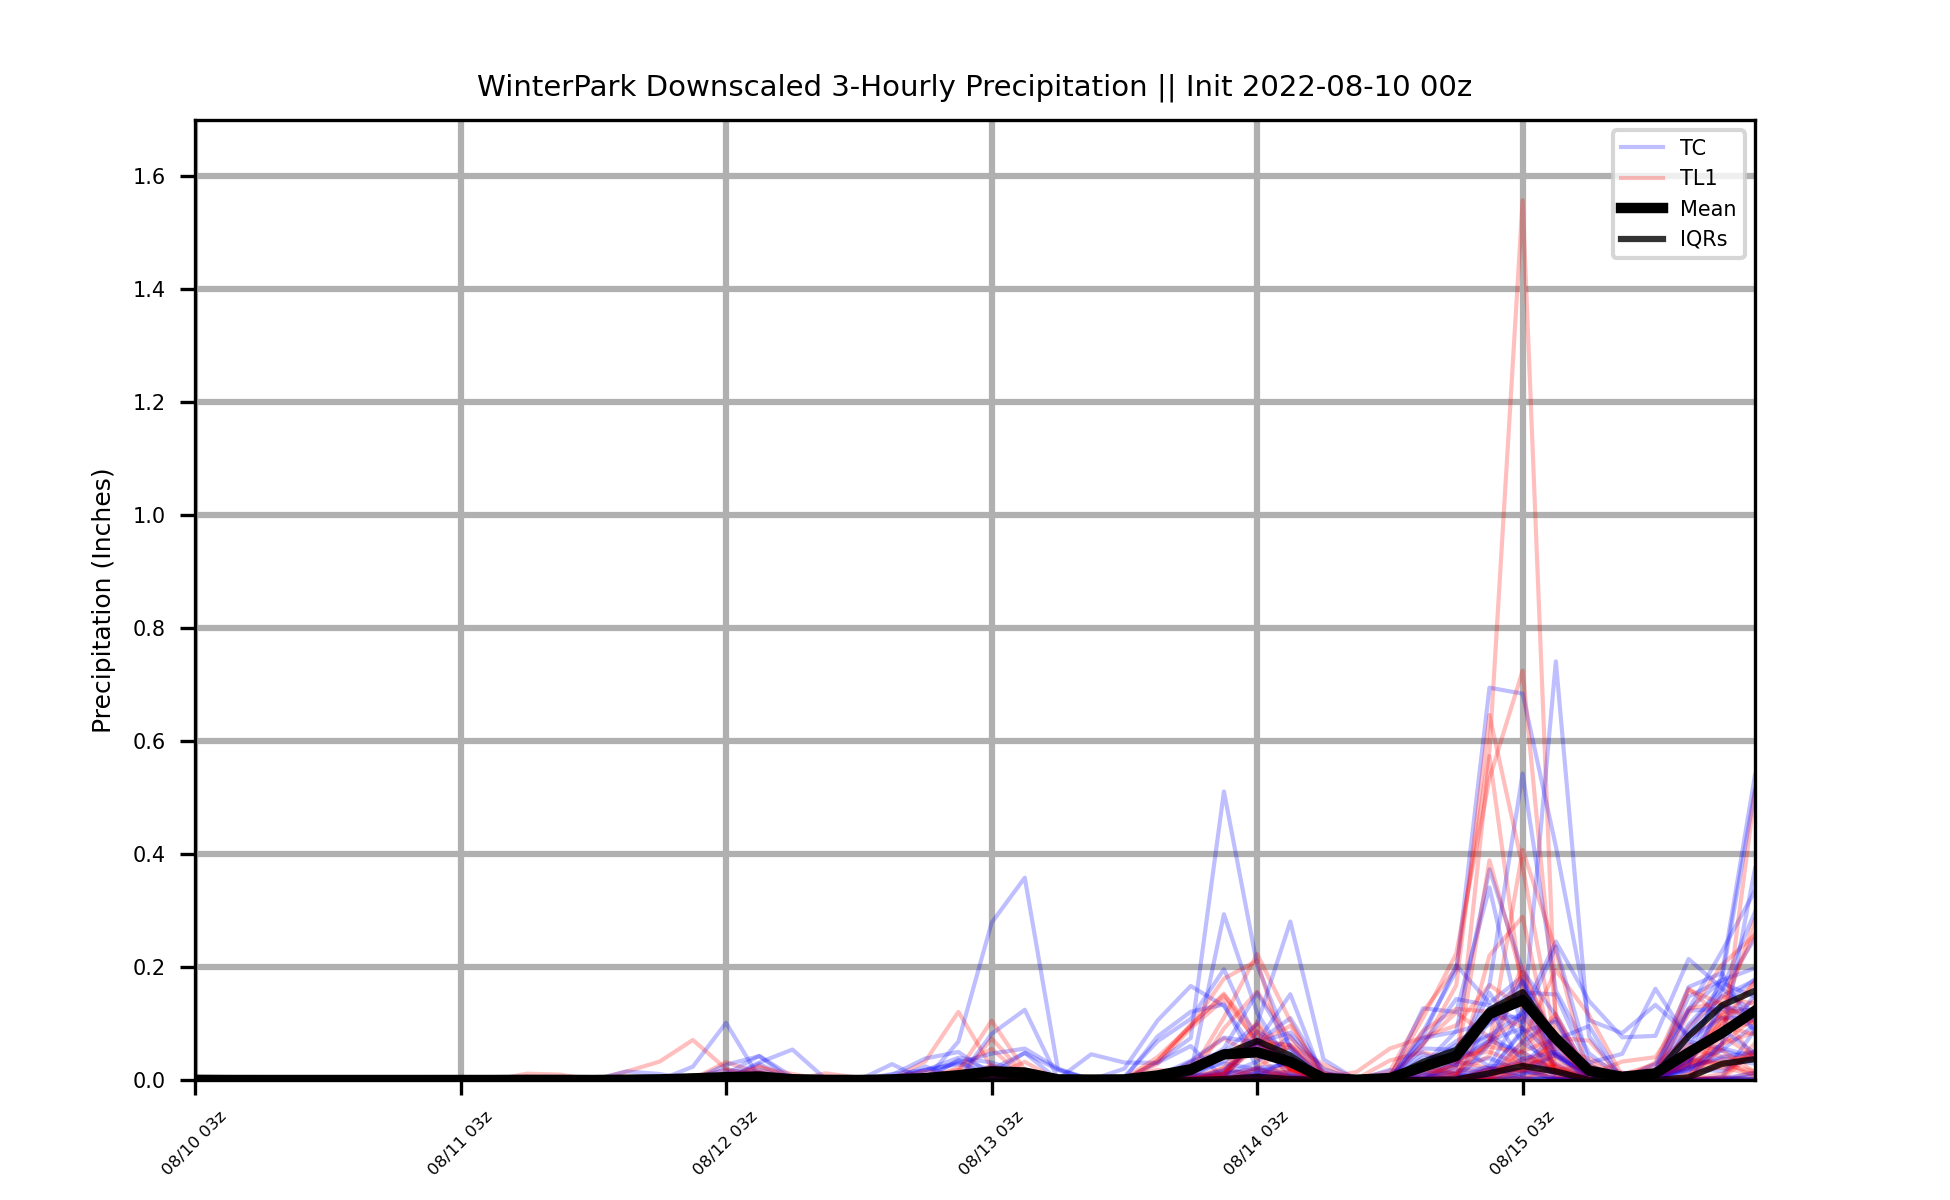 WinterPark Downscaled 3-Hourly Precipitation || Init 2022-08-10 00z
TC
TL1
Mean
IQRs
Precipitation (Inches)
1.6
1.4
1.2
1.0
0.8
0.6
0.4
0.2
0.0
08/10 03z
08/11 03z
08/12 03z
08/13 03z
08/14 03z
08/15 03z